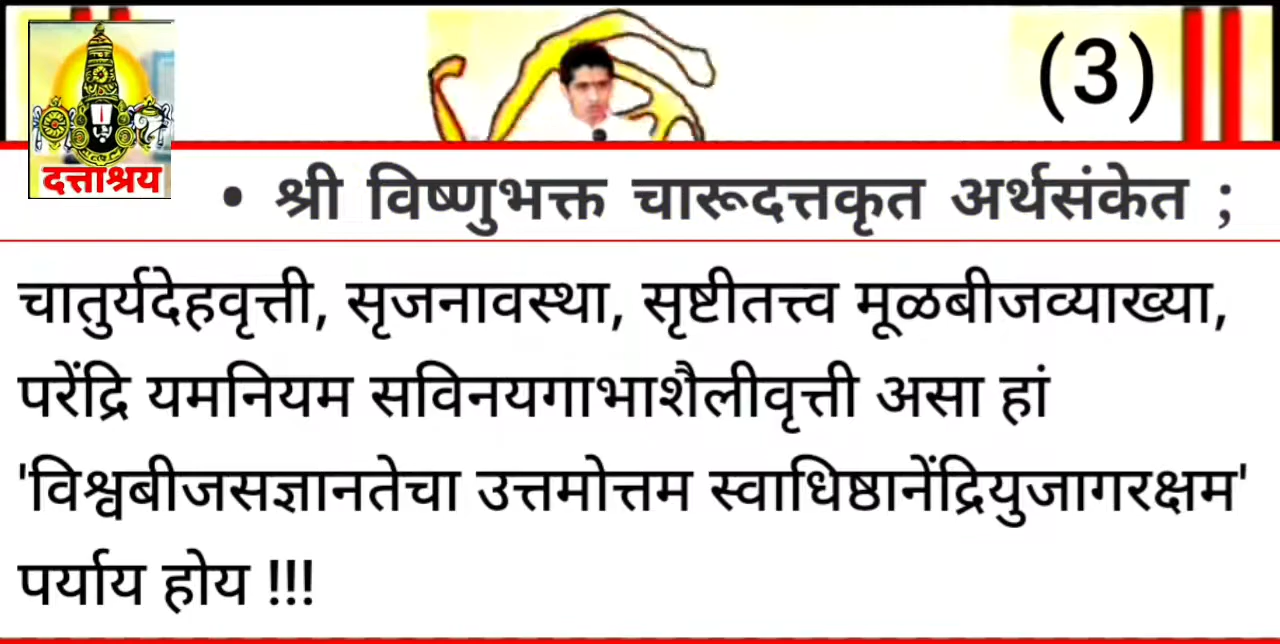 (3)
दत्ताश्रय
• श्री विष्णुभक्त चारूदत्तकृत अर्थसंकेत ;
चातुर्यदेहवृत्ती, सृजनावस्था, सृष्टीतत्त्व मूळबीजव्याख्या,
परेंद्रि यमनियम सविनयगाभाशैलीवृत्ती असा हां
'विश्वबीजसज्ञानतेचा उत्तमोत्तम स्वाधिष्ठानेंद्रियुजागरक्षम'
पर्याय होय !!!